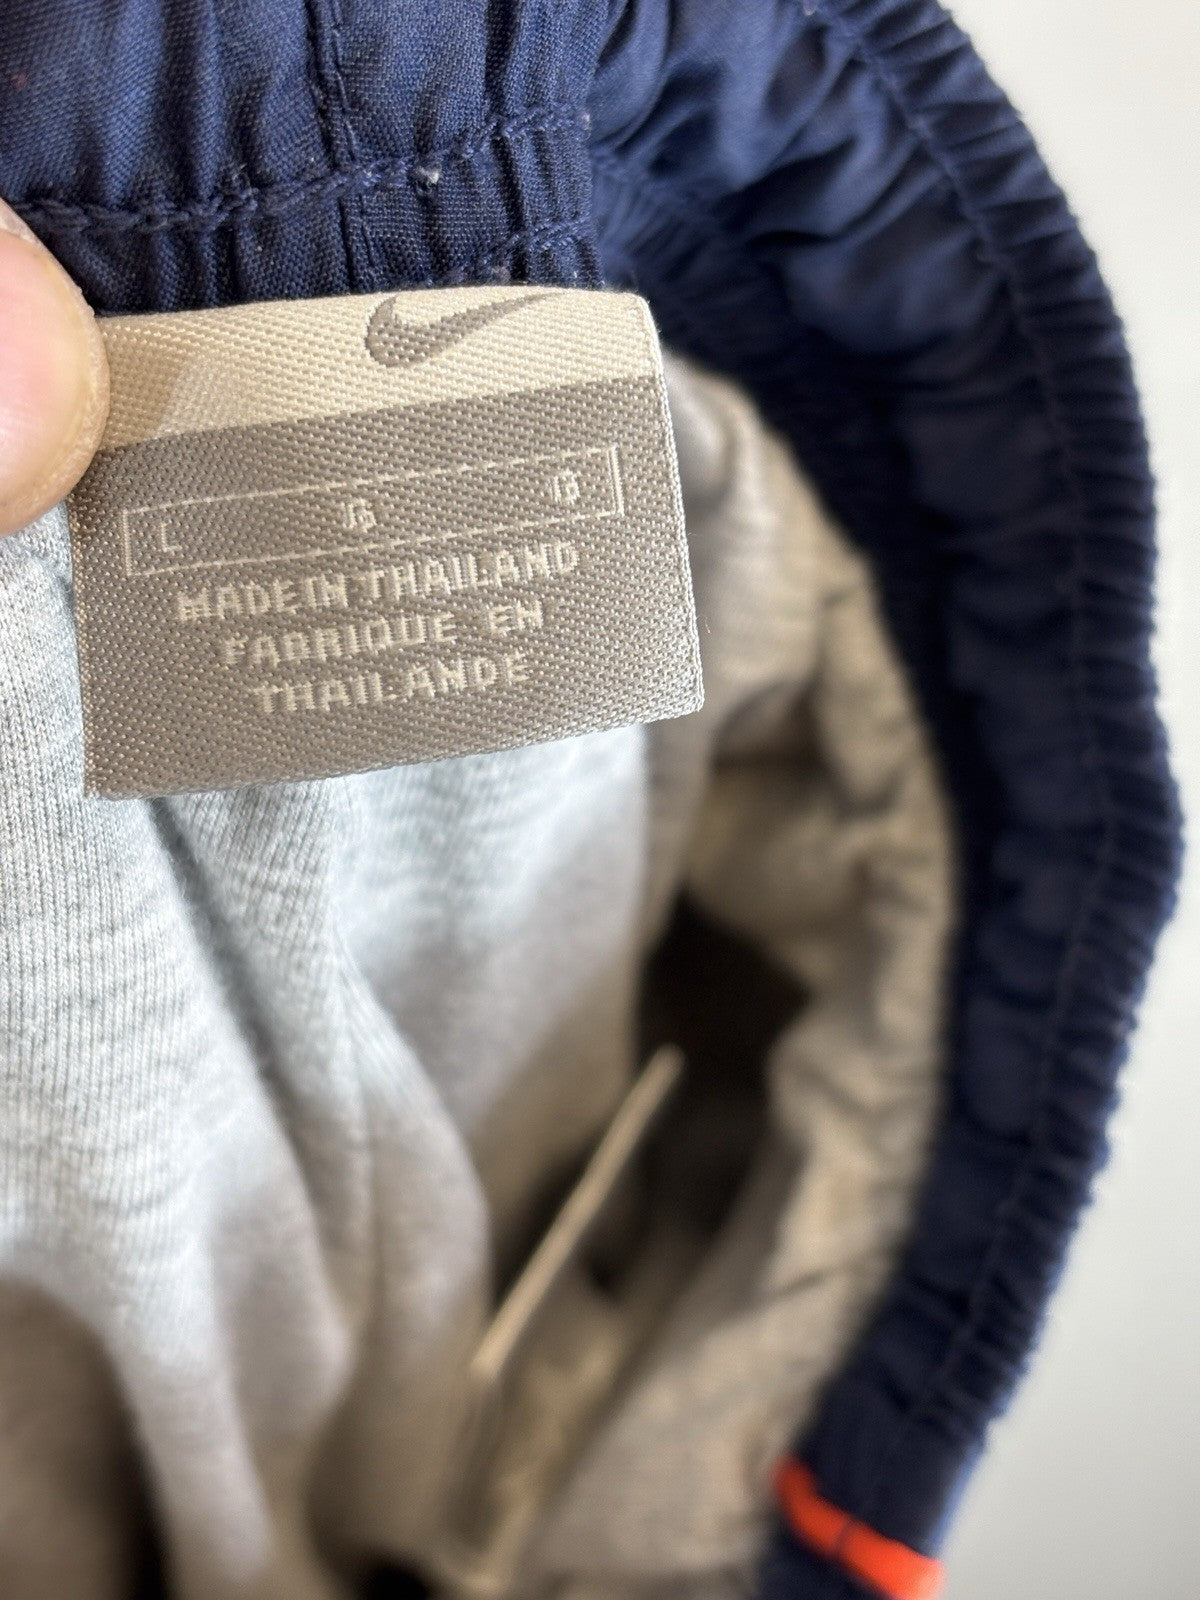 L G G
MADE IN THAILAND
FABRIQUE EN
THAILANDE